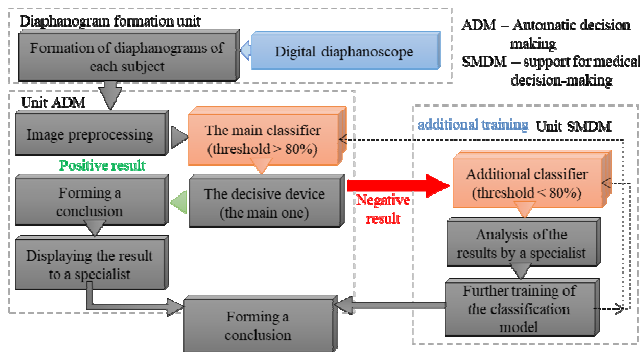 Diaphanogram formation unit
Formation of diaphanograms of
each subject
Digital diaphanoscope
ADM – Automatic decision
making
SMDM – support for medical
decision-making
Unit ADM
Image preprocessing
The main classifier
(threshold > 80%)
additional training
Unit SMDM
Positive result
Forming a
conclusion
The decisive device
(the main one)
Negative
result
Additional classifier
(threshold < 80%)
Displaying the result
to a specialist
Analysis of the
results by a specialist
Forming a
conclusion
Further training of
the classification
model